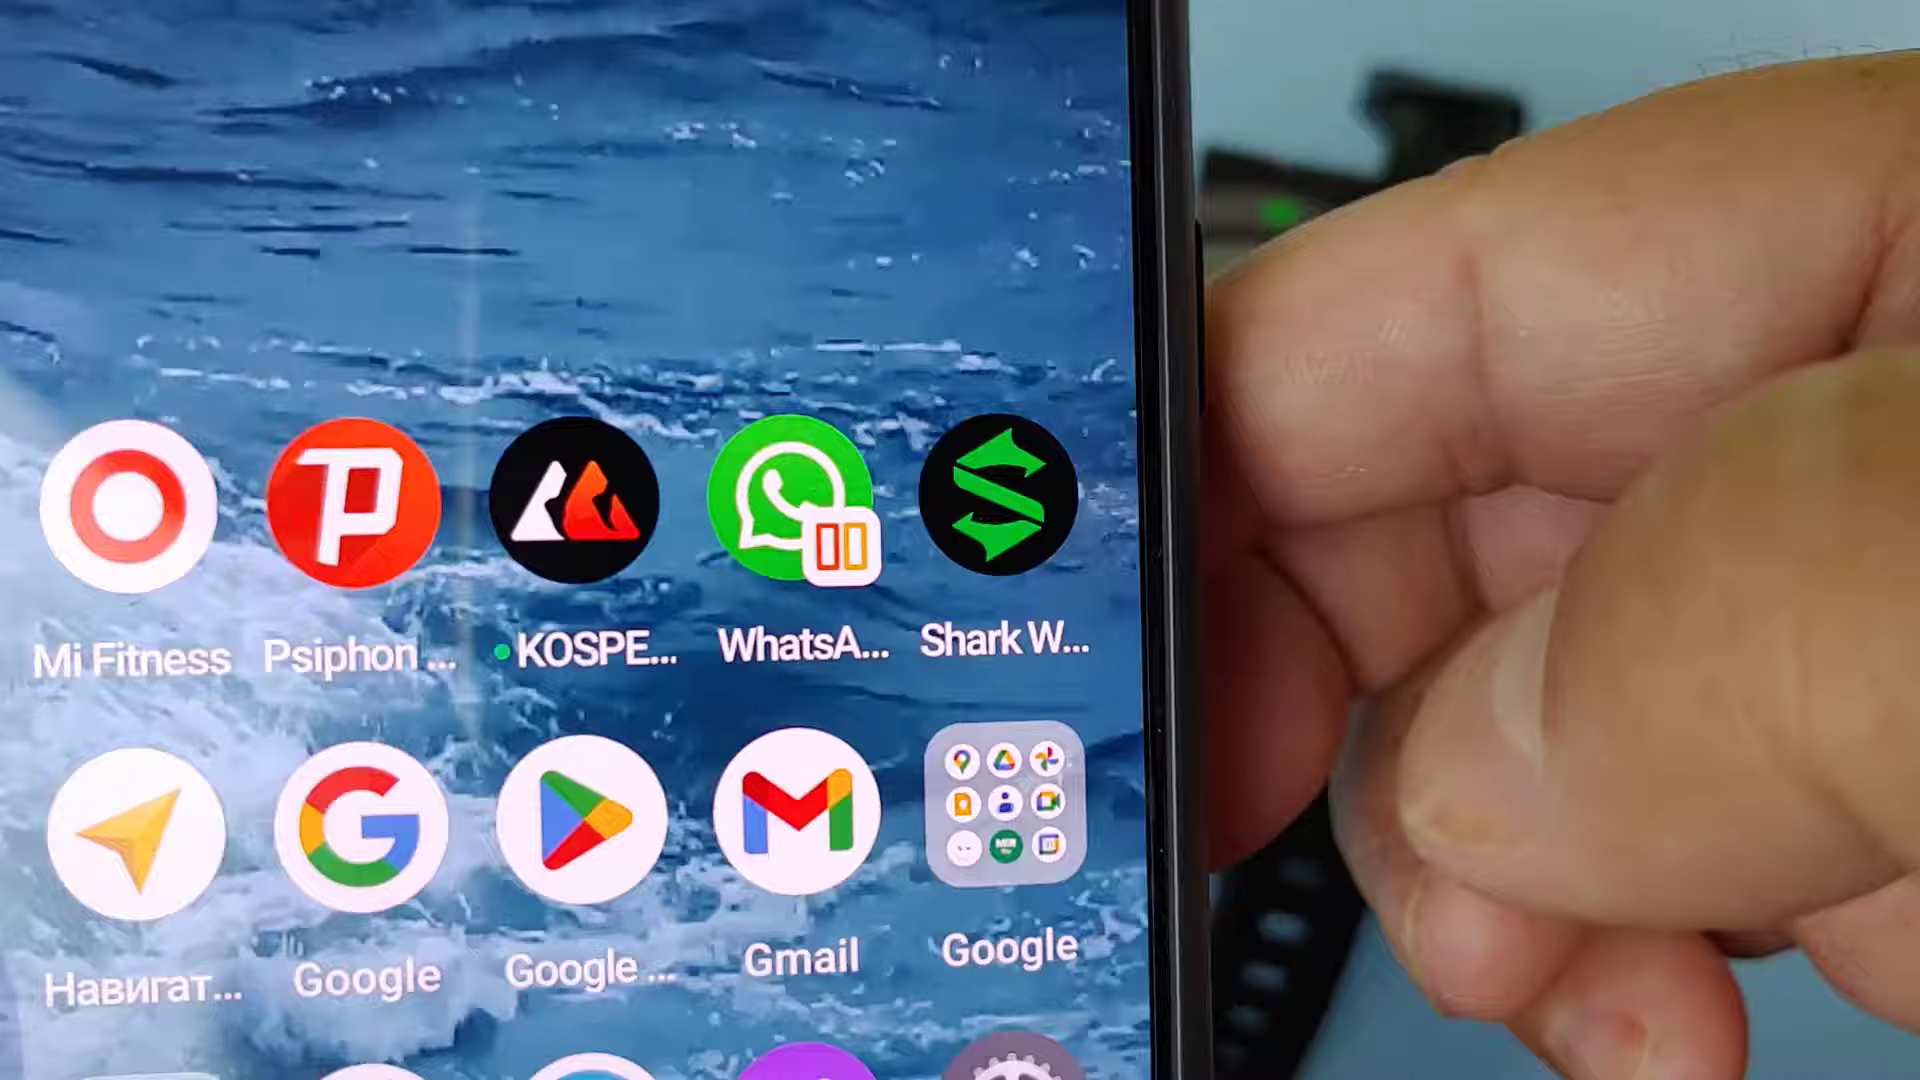 Mi Fitness Psiphon ... KOSPE... WhatsA... Shark W...
Навигат... Google Google ... Gmail Google